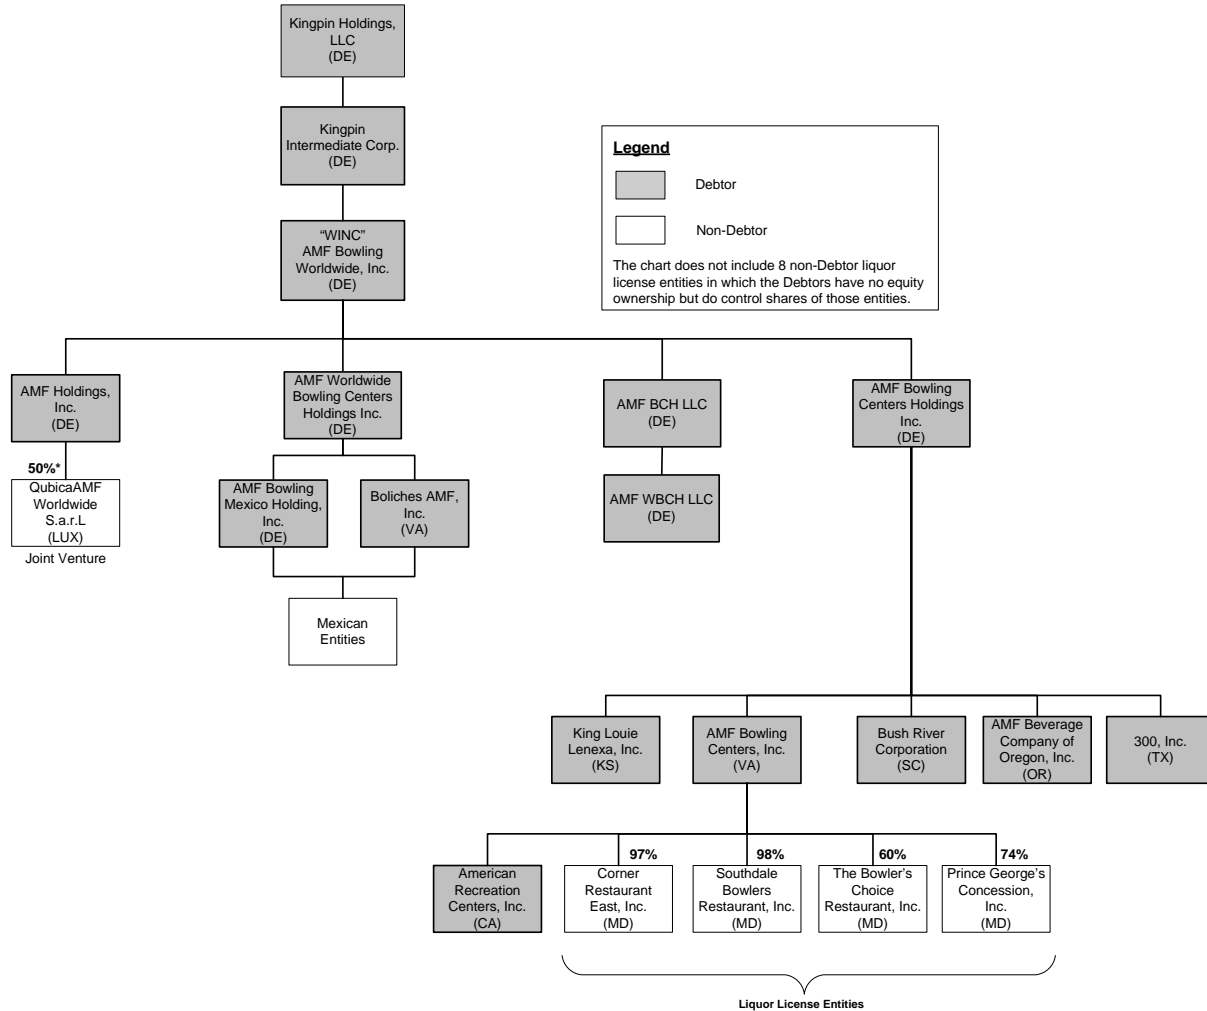 Kingpin Holdings,
LLC
(DE)
Kingpin
Intermediate Corp.
(DE)
“WINC”
AMF Bowling
Worldwide, Inc.
(DE)
Legend
Debtor
Non-Debtor
The chart does not include 8 non-Debtor liquor
license entities in which the Debtors have no equity
ownership but do control shares of those entities.
AMF Holdings,
Inc.
(DE)
AMF Worldwide
Bowling Centers
Holdings Inc.
(DE)
AMF BCH LLC
(DE)
AMF Bowling
Centers Holdings
Inc.
(DE)
50%*
QubicaAMF
Worldwide
S.a.r.L
(LUX)
Joint Venture
AMF Bowling
Mexico Holding,
Inc.
(DE)
Boliches AMF,
Inc.
(VA)
AMF WBCH LLC
(DE)
Mexican
Entities
King Louie
Lenexa, Inc.
(KS)
AMF Bowling
Centers, Inc.
(VA)
Bush River
Corporation
(SC)
AMF Beverage
Company of
Oregon, Inc.
(OR)
300, Inc.
(TX)
American
Recreation
Centers, Inc.
(CA)
97%
Corner
Restaurant
East, Inc.
(MD)
98%
Southdale
Bowlers
Restaurant, Inc.
(MD)
60%
The Bowler’s
Choice
Restaurant, Inc.
(MD)
74%
Prince George’s
Concession,
Inc.
(MD)
Liquor License Entities